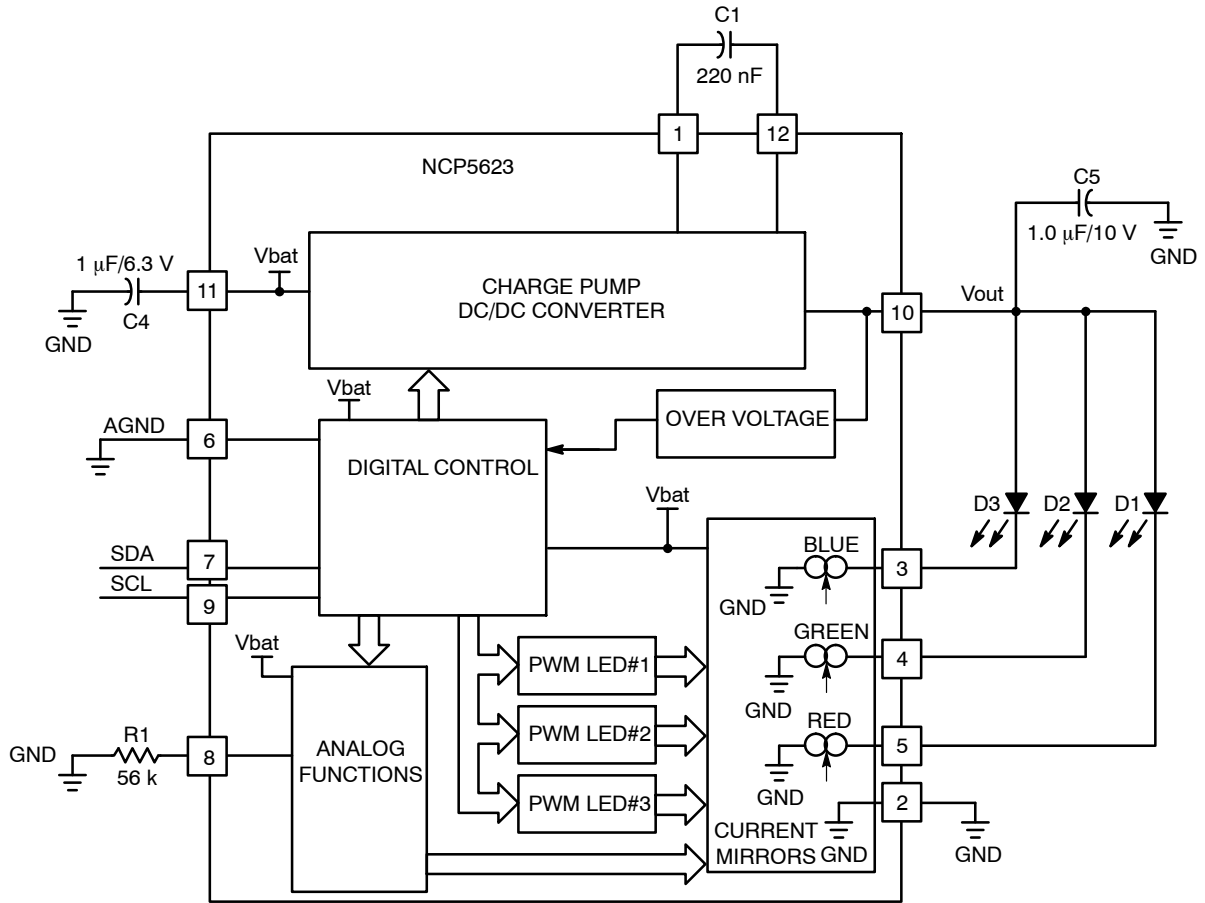 C1
220 nF
1
12
NCP5623
C5
1.0 μF/10 V
GND
1 μF/6.3 V
C4
GND
11
Vbat
CHARGE PUMP
DC/DC CONVERTER
10
Vout
Vbat
AGND
6
OVER VOLTAGE
DIGITAL CONTROL
Vbat
D3
D2
D1
SDA
7
SCL
9
BLUE
GND
3
GREEN
GND
4
Vbat
PWM LED#1
RED
GND
5
GND
R1
56 k
8
ANALOG
FUNCTIONS
PWM LED#2
PWM LED#3
2
GND
GND
CURRENT
MIRRORS